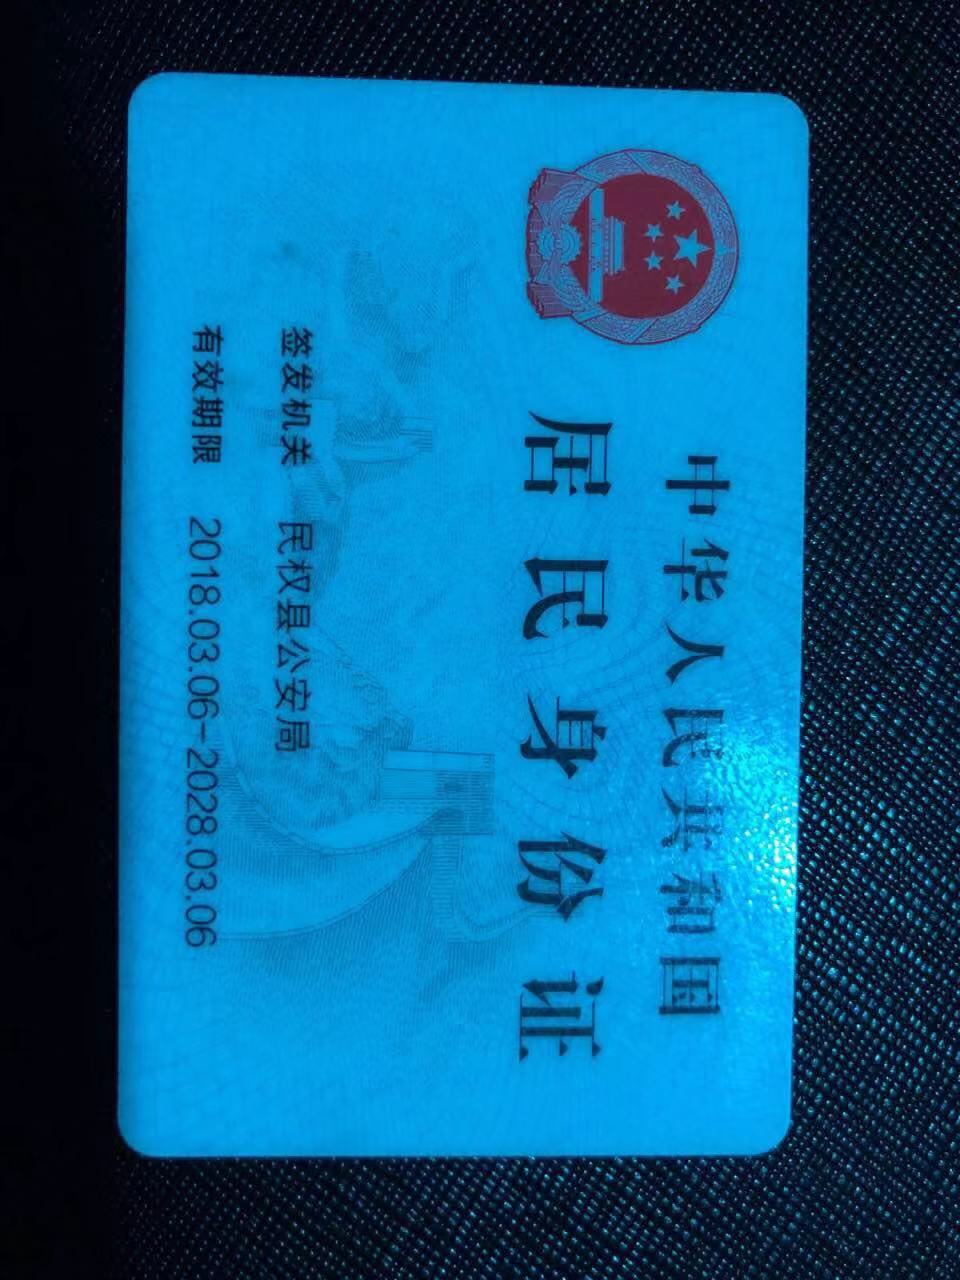 中华人民共和国
居民身份证
签发机关 民权县公安局
有效期限 2018.03.06-2028.03.06